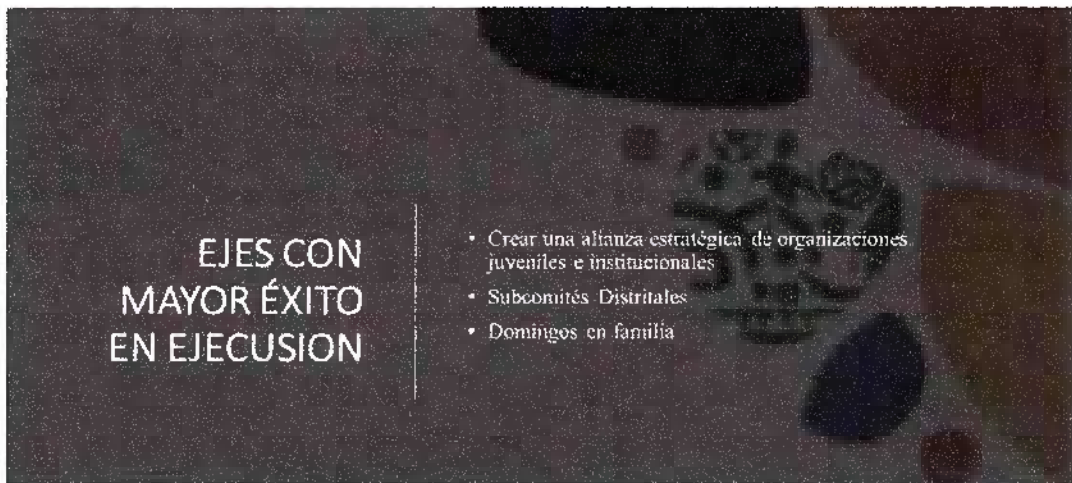 EJES CON
MAYOR ÉXITO
EN EJECUSION
• Crear una alianza estratégica de organizaciones
juveniles e institucionales
• Subcomités Distritales
• Domingos en familia